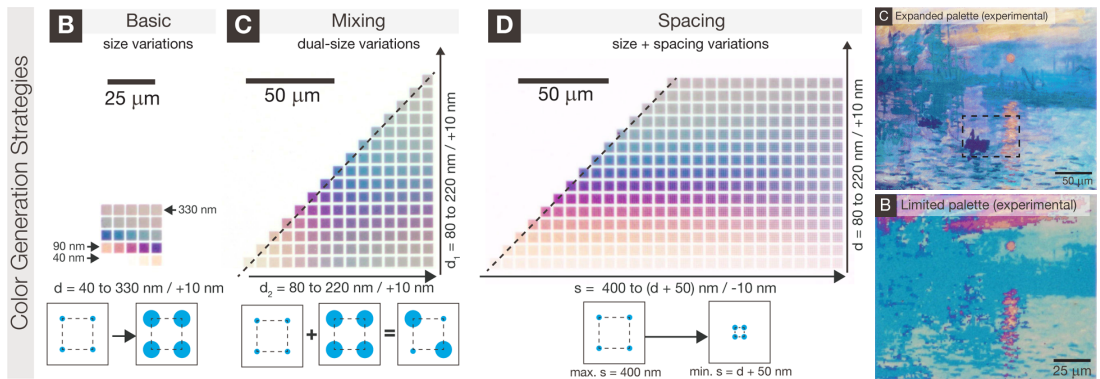 Color Generation Strategies
B Basic
size variations
25 μm
330 nm
90 nm
40 nm
d = 40 to 330 nm / +10 nm
C Mixing
dual-size variations
50 μm
d₁ = 80 to 220 nm / +10 nm
d₂ = 80 to 220 nm / +10 nm
+
=
D Spacing
size + spacing variations
50 μm
d = 80 to 220 nm / +10 nm
s = 400 to (d + 50) nm / -10 nm
max. s = 400 nm
min. s = d + 50 nm
C Expanded palette (experimental)
50 μm
B Limited palette (experimental)
25 μm